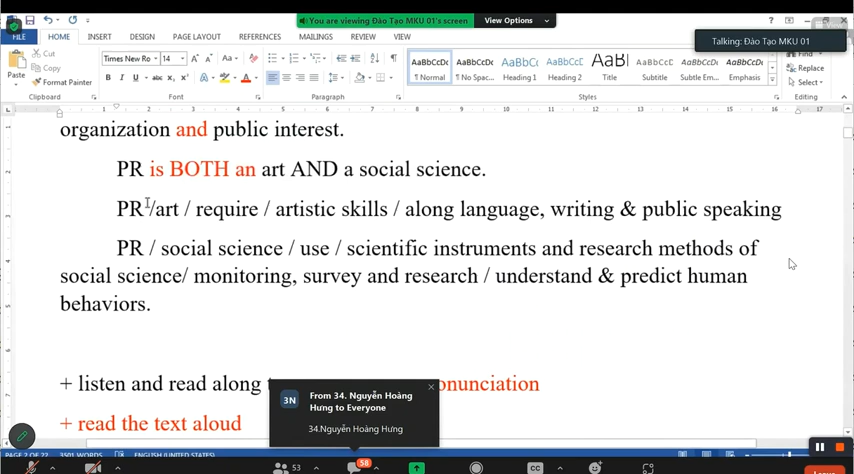 You are viewing Đào Tạo MKU 01's screen
View Options
FILE HOME INSERT DESIGN PAGE LAYOUT REFERENCES MAILINGS REVIEW VIEW
Talking: Đào Tạo MKU 01
Cut
Copy
Format Painter
Paste
Times New Ro 14
AaBbCcDc AaBbCcDc AaBbCc AaBbCc AaBl AaBbCcC AaBbCcDc AaBbCcDc
¶ Normal ¶ No Spac... Heading 1 Heading 2 Title Subtitle Subtle Em... Emphasis
Find
Replace
Select
Clipboard Font Paragraph Styles Editing
organization and public interest.
PR is BOTH an art AND a social science.
PR /art / require / artistic skills / along language, writing & public speaking
PR / social science / use / scientific instruments and research methods of
social science/ monitoring, survey and research / understand & predict human
behaviors.
+ listen and read along
+ read the text aloud
3N
From 34. Nguyễn Hoàng
Hưng to Everyone
34.Nguyễn Hoàng Hưng
PAGE 2 OF 22 3501 WORDS ENGLISH (UNITED STATES)
53
58
CC
Leave